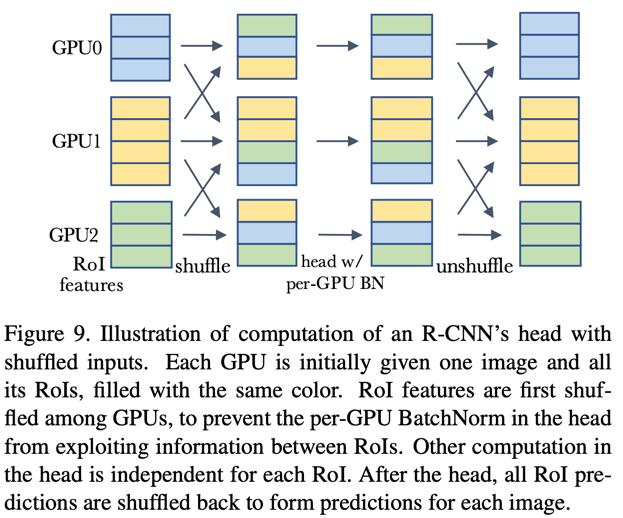 GPU0
GPU1
GPU2
RoI
features
shuffle
head w/
per-GPU BN
unshuffle
Figure 9. Illustration of computation of an R-CNN’s head with
shuffled inputs. Each GPU is initially given one image and all
its RoIs, filled with the same color. RoI features are first shuf-
fled among GPUs, to prevent the per-GPU BatchNorm in the head
from exploiting information between RoIs. Other computation in
the head is independent for each RoI. After the head, all RoI pre-
dictions are shuffled back to form predictions for each image.